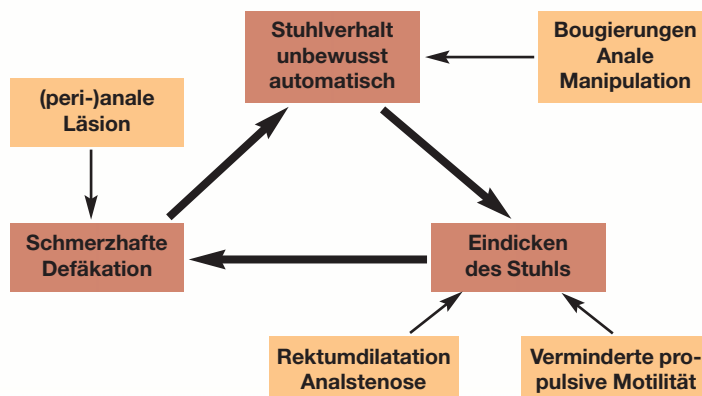 Stuhlverhalt
unbewusst
automatisch
Bougierungen
Anale
Manipulation
(peri-)anale
Läsion
Schmerzhafte
Defäkation
Eindicken
des Stuhls
Rektumdilatation
Analstenose
Verminderte pro-
pulsive Motilität